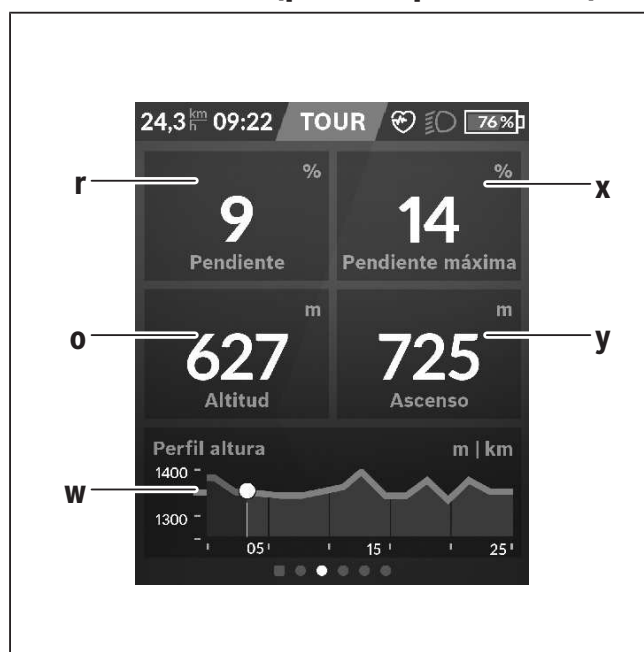 24,3 km/h 09:22 TOUR 76 %
r % % x
9 14
Pendiente Pendiente máxima
o m m y
627 725
Altitud Ascenso
Perfil altura m | km
w 1400
1300
05 15 25